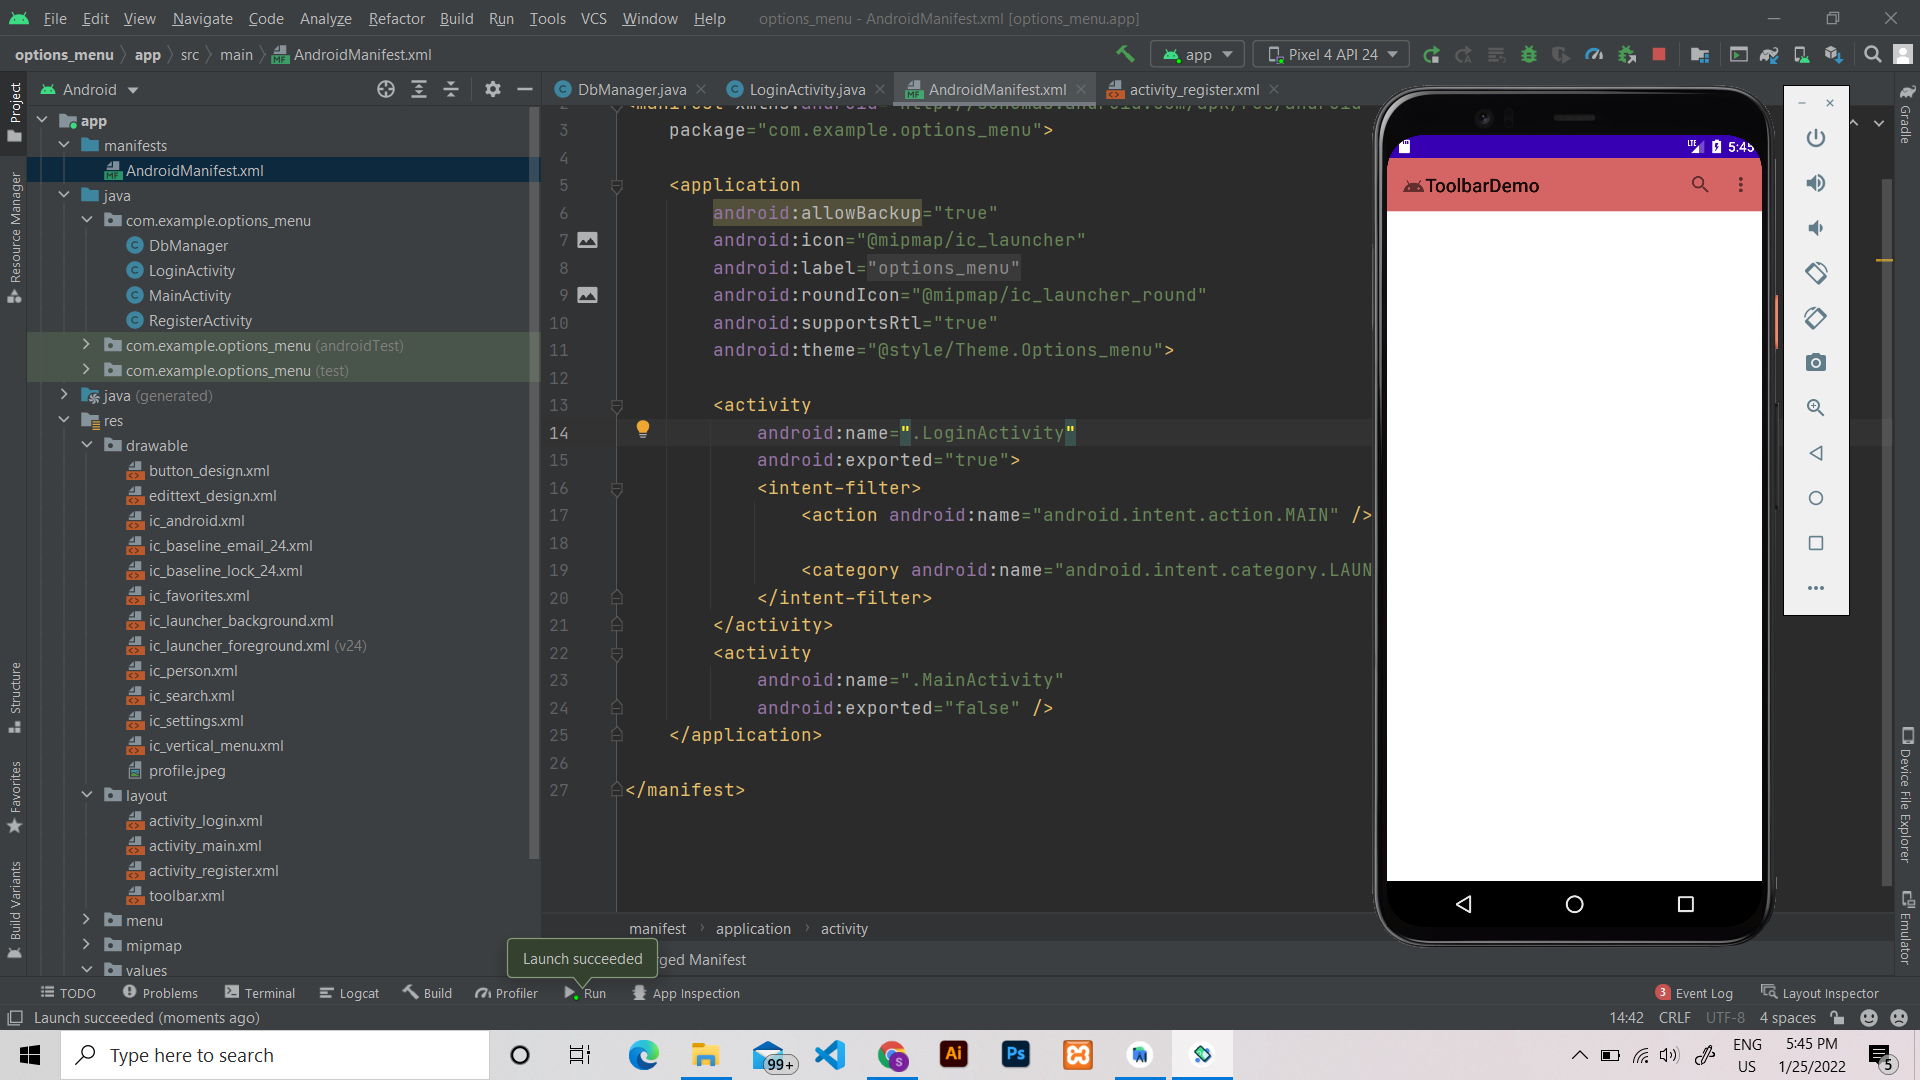 File Edit View Navigate Code Analyze Refactor Build Run Tools VCS Window Help options_menu - AndroidManifest.xml [options_menu.app]
options_menu app src main AndroidManifest.xml app Pixel 4 API 24
Android
DbManager.java LoginActivity.java AndroidManifest.xml activity_register.xml
Project
Resource Manager
Structure
Favorites
Build Variants
app
manifests
AndroidManifest.xml
java
com.example.options_menu
DbManager
LoginActivity
MainActivity
RegisterActivity
com.example.options_menu (androidTest)
com.example.options_menu (test)
java (generated)
res
drawable
button_design.xml
edittext_design.xml
ic_android.xml
ic_baseline_email_24.xml
ic_baseline_lock_24.xml
ic_favorites.xml
ic_launcher_background.xml
ic_launcher_foreground.xml (v24)
ic_person.xml
ic_search.xml
ic_settings.xml
ic_vertical_menu.xml
profile.jpeg
layout
activity_login.xml
activity_main.xml
activity_register.xml
toolbar.xml
menu
mipmap
values
3 package="com.example.options_menu">
4
5 <application
6 android:allowBackup="true"
7 android:icon="@mipmap/ic_launcher"
8 android:label="options_menu"
9 android:roundIcon="@mipmap/ic_launcher_round"
10 android:supportsRtl="true"
11 android:theme="@style/Theme.Options_menu">
12
13 <activity
14 android:name=".LoginActivity"
15 android:exported="true">
16 <intent-filter>
17 <action android:name="android.intent.action.MAIN" />
18
19 <category android:name="android.intent.category.LAUN
20 </intent-filter>
21 </activity>
22 <activity
23 android:name=".MainActivity"
24 android:exported="false" />
25 </application>
26
27 </manifest>
manifest application activity
ged Manifest
Launch succeeded
LTE 5:45
ToolbarDemo
Gradle
Device File Explorer
Emulator
TODO Problems Terminal Logcat Build Profiler Run App Inspection 3 Event Log Layout Inspector
Launch succeeded (moments ago) 14:42 CRLF UTF-8 4 spaces
Type here to search 99+ S Ai Ps ENG US 5:45 PM 1/25/2022 5